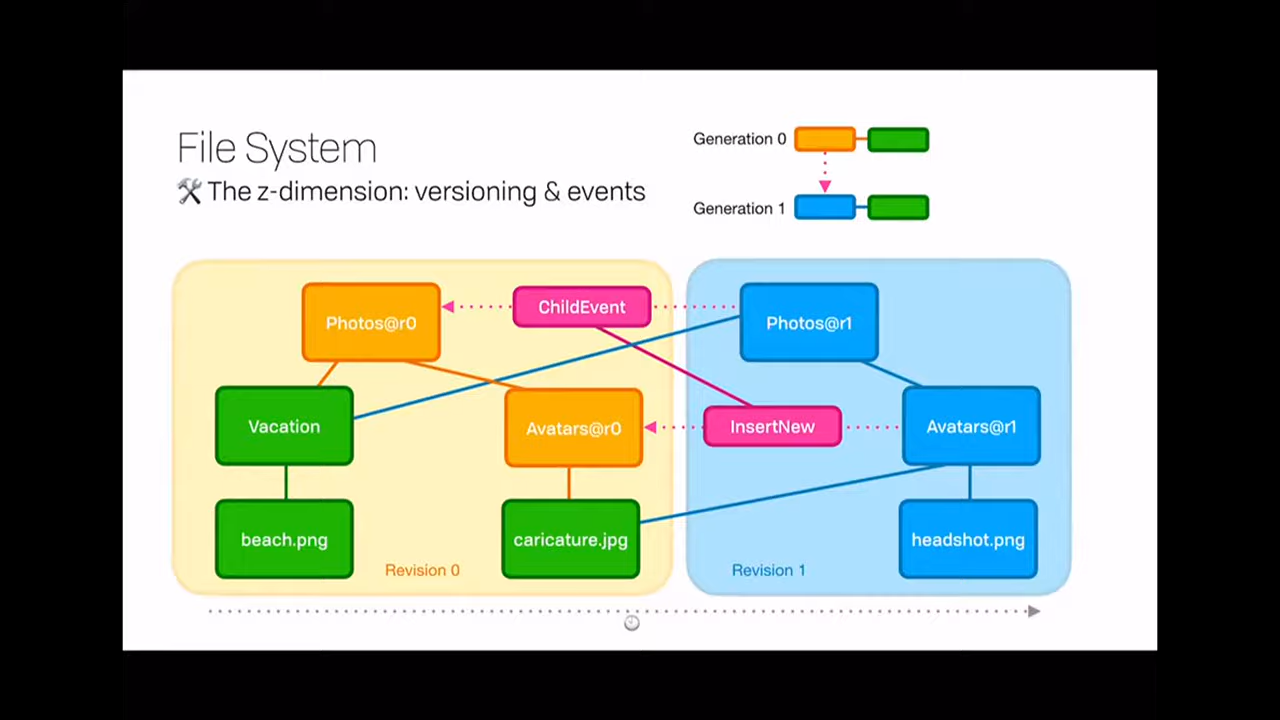 File System
🛠 The z-dimension: versioning & events
Generation 0
Generation 1
Photos@r0
ChildEvent
Photos@r1
Vacation
Avatars@r0
InsertNew
Avatars@r1
beach.png
caricature.jpg
headshot.png
Revision 0
Revision 1